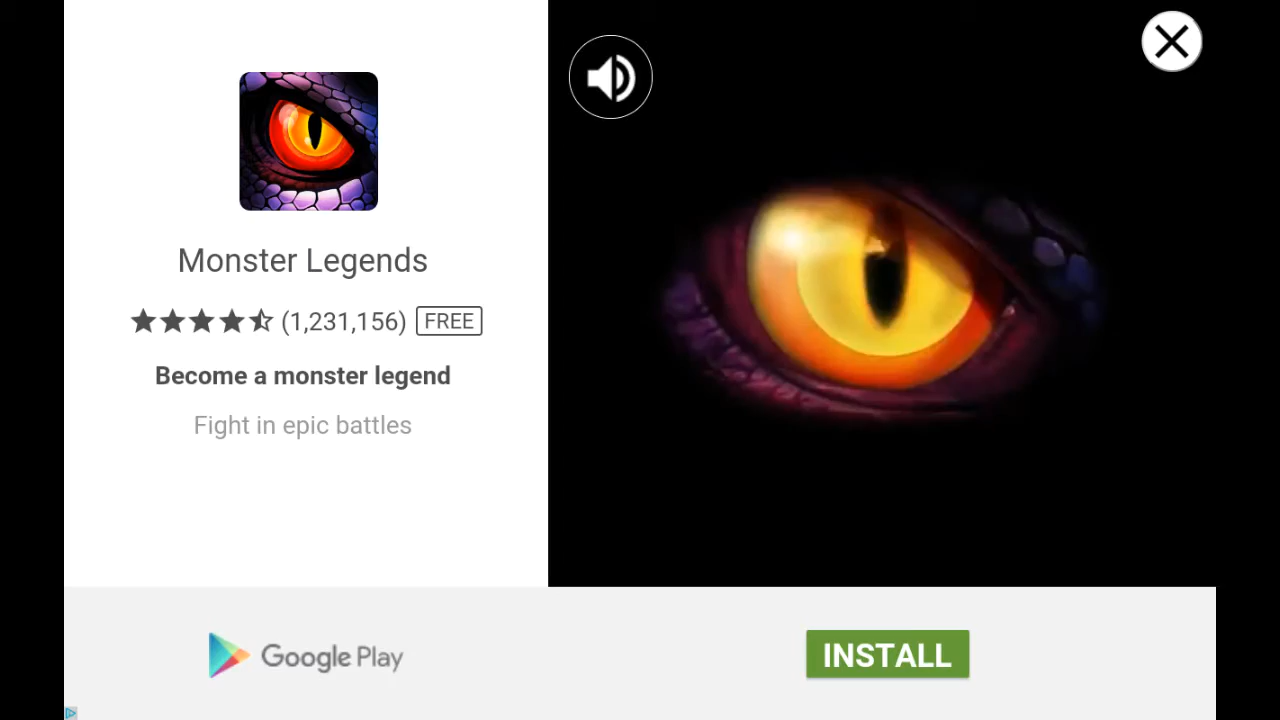 Monster Legends
(1,231,156) FREE
Become a monster legend
Fight in epic battles
Google Play
INSTALL